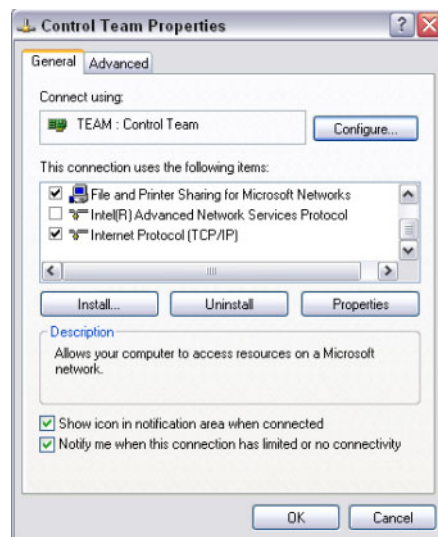 Control Team Properties
General Advanced
Connect using:
TEAM : Control Team
Configure...
This connection uses the following items:
File and Printer Sharing for Microsoft Networks
Intel(R) Advanced Network Services Protocol
Internet Protocol (TCP/IP)
Install... Uninstall Properties
Description
Allows your computer to access resources on a Microsoft
network.
Show icon in notification area when connected
Notify me when this connection has limited or no connectivity
OK Cancel